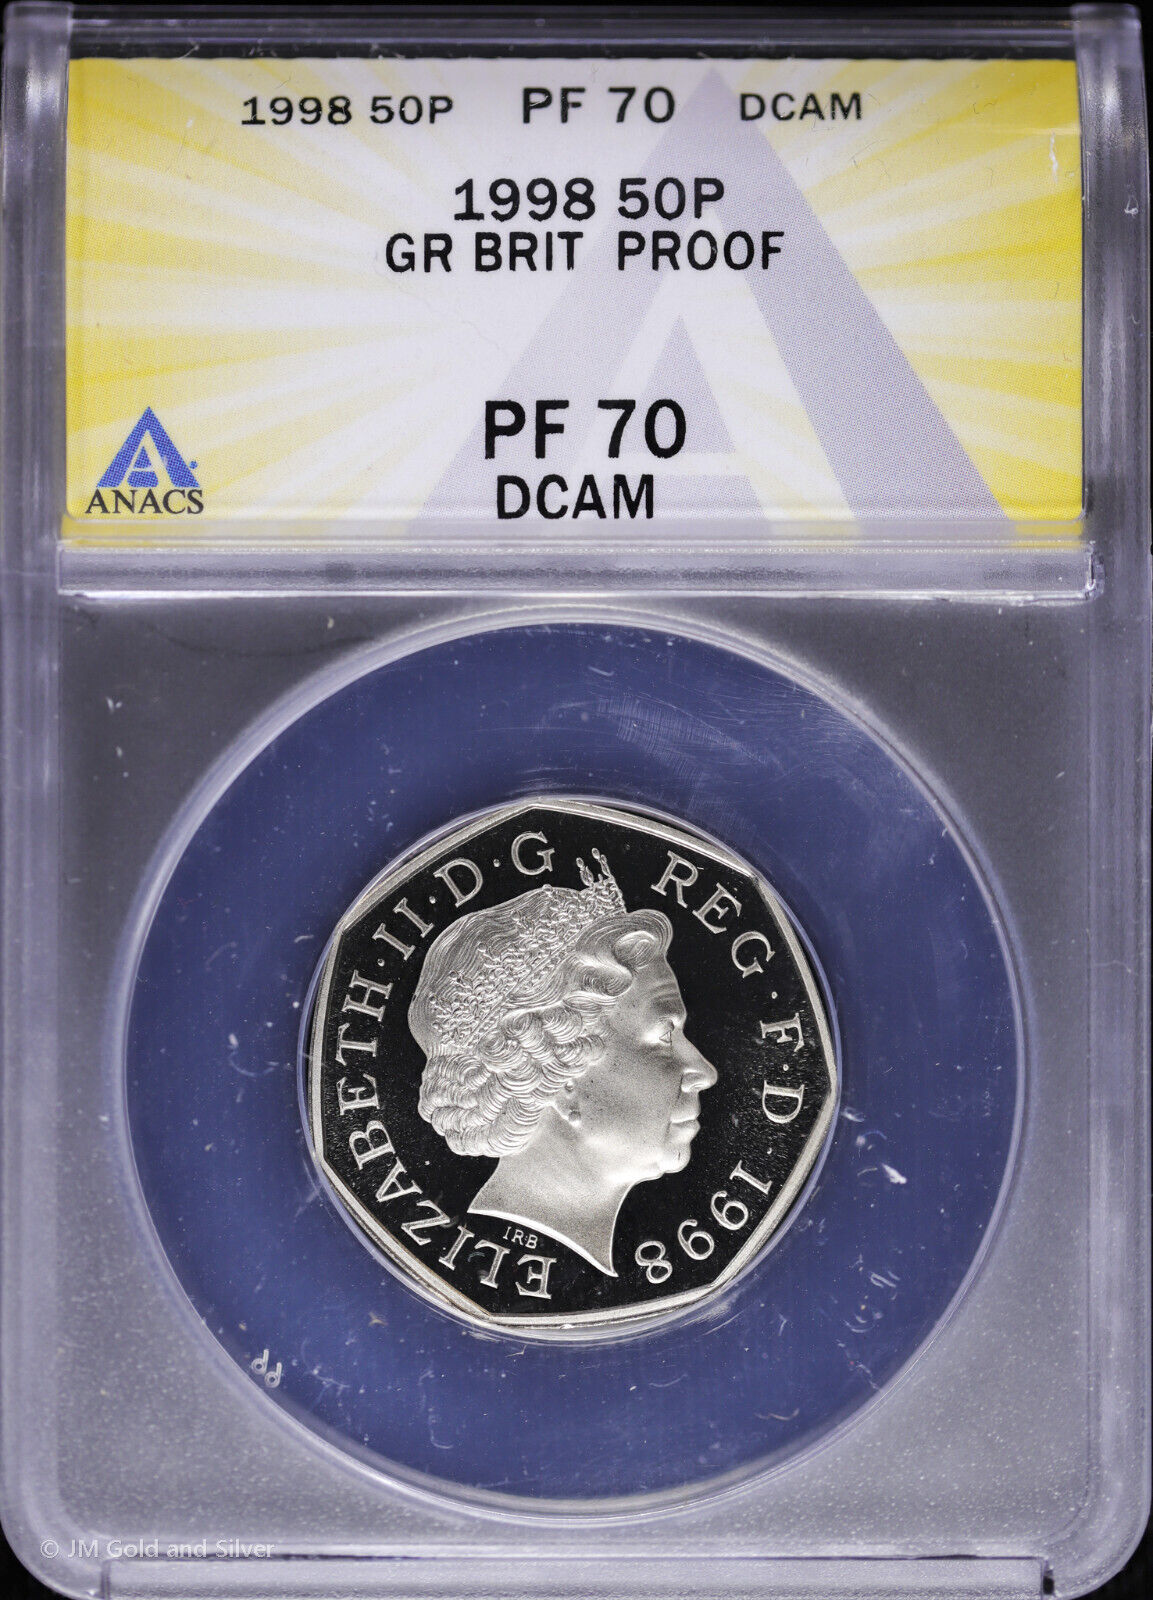 1998 50P PF 70 DCAM
1998 50P
GR BRIT PROOF
PF 70
DCAM
ANACS
ELIZABETH·II·D·G REG·F·D·1998
IRB
© JM Gold and Silver